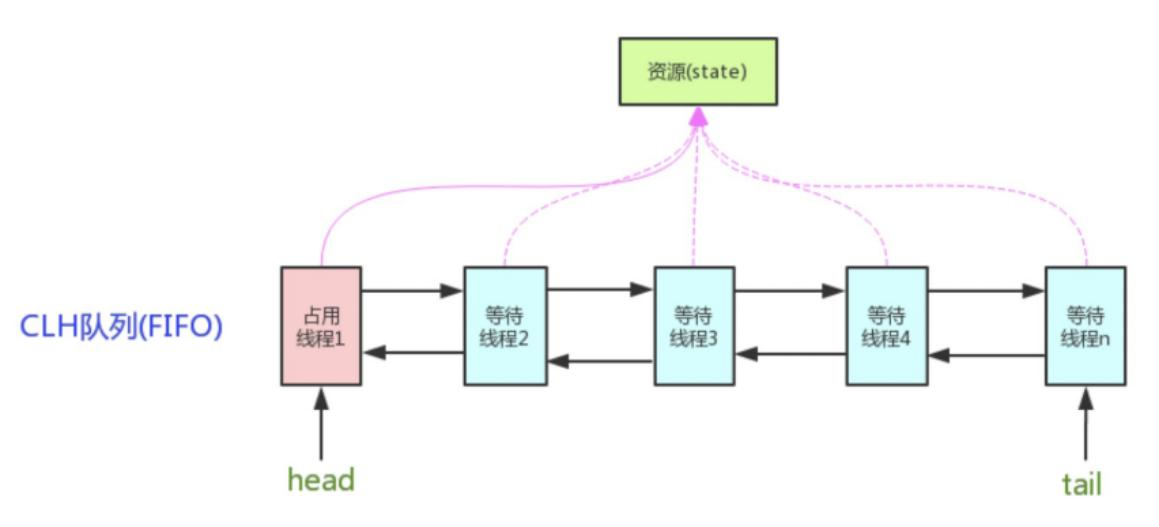 资源(state)
CLH队列(FIFO)
占用
线程1
等待
线程2
等待
线程3
等待
线程4
等待
线程n
head
tail